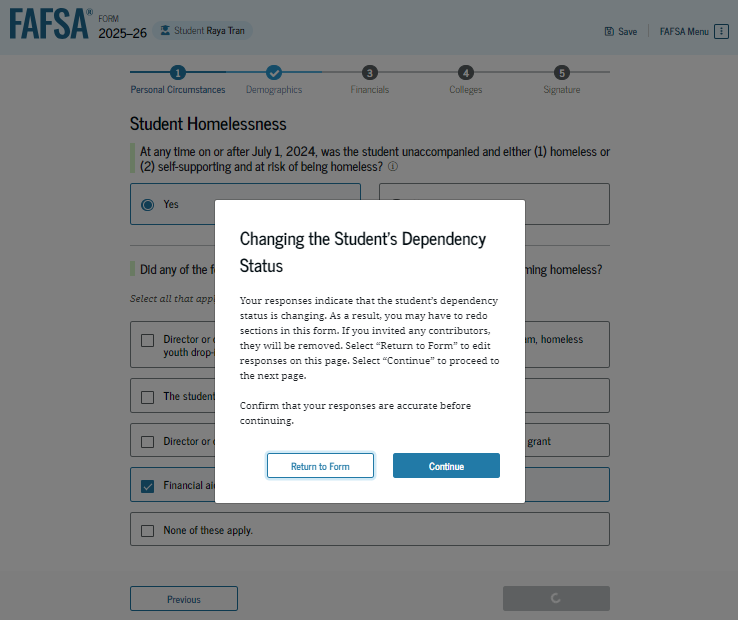 FAFSA® FORM 2025–26 Student Raya Tran Save FAFSA Menu
1 3 4 5
Personal Circumstances Demographics Financials Colleges Signature
Student Homelessness
At any time on or after July 1, 2024, was the student unaccompanied and either (1) homeless or
(2) self-supporting and at risk of being homeless?
Yes
Changing the Student's Dependency
Status
Did any of the homeless?
Select all that
Your responses indicate that the student's dependency
status is changing. As a result, you may have to redo
sections in this form. If you invited any contributors,
they will be removed. Select “Return to Form” to edit
responses on this page. Select “Continue” to proceed to
the next page.
Confirm that your responses are accurate before
continuing.
Return to Form Continue
Director or homeless
youth
The student
Director or grant
Financial
None of these apply.
Previous